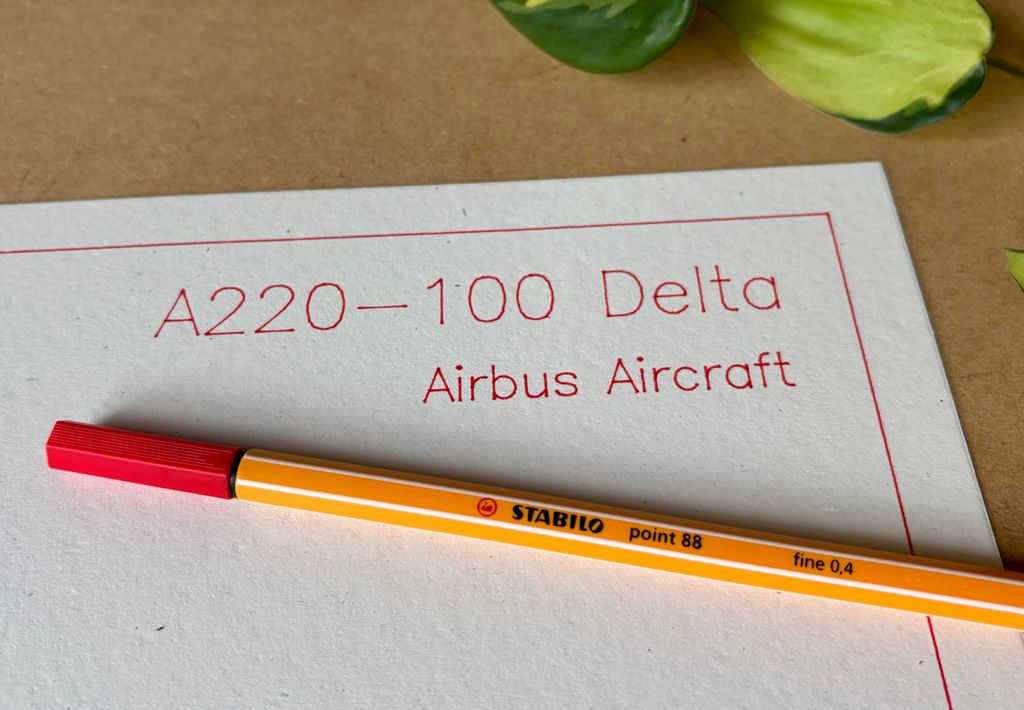 A220-100 Delta
Airbus Aircraft
STABILO point 88 fine 0,4